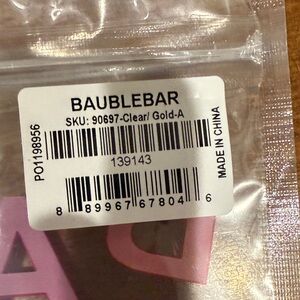 BAUBLEBAR
SKU: 90697-Clear/ Gold-A
PO1198956
139143
MADE IN CHINA
8 89967 67804 6